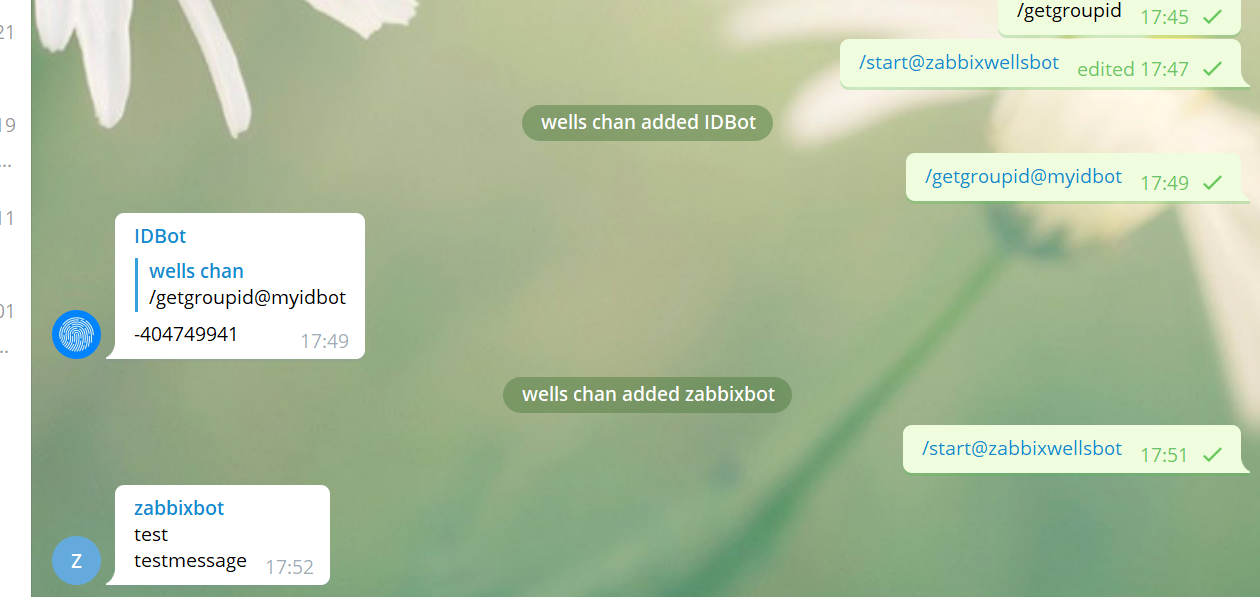 21
/getgroupid 17:45
/start@zabbixwellsbot edited 17:47
wells chan added IDBot
19
...
/getgroupid@myidbot 17:49
11
IDBot
wells chan
/getgroupid@myidbot
-404749941 17:49
01
..
wells chan added zabbixbot
/start@zabbixwellsbot 17:51
zabbixbot
test
Z
testmessage 17:52